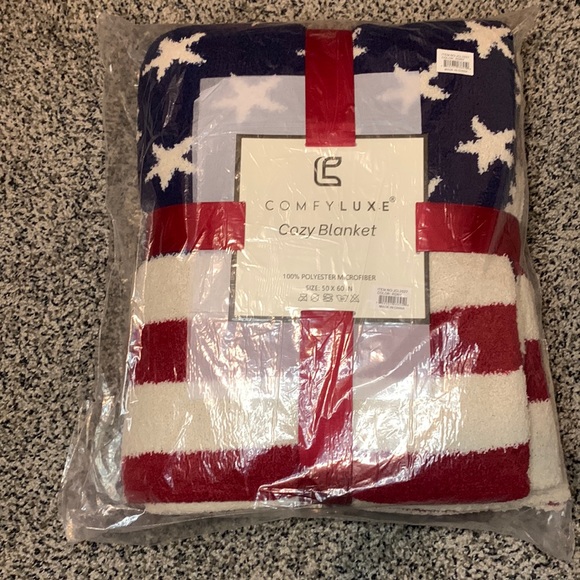 COMFYLUXE®
Cozy Blanket
100% POLYESTER MICROFIBER
SIZE: 50 X 60 IN